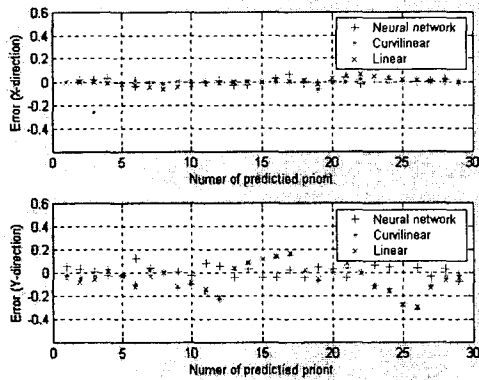 0.6
0.4
0.2
0
-0.2
-0.4
Error (X-direction)
+ Neural network
Curvilinear
× Linear
0 5 10 15 20 25 30
Numer of predictied priont
0.6
0.4
0.2
0
-0.2
-0.4
Error (Y-direction)
+ Neural network
Curvilinear
× Linear
0 5 10 15 20 25 30
Numer of predictied priont